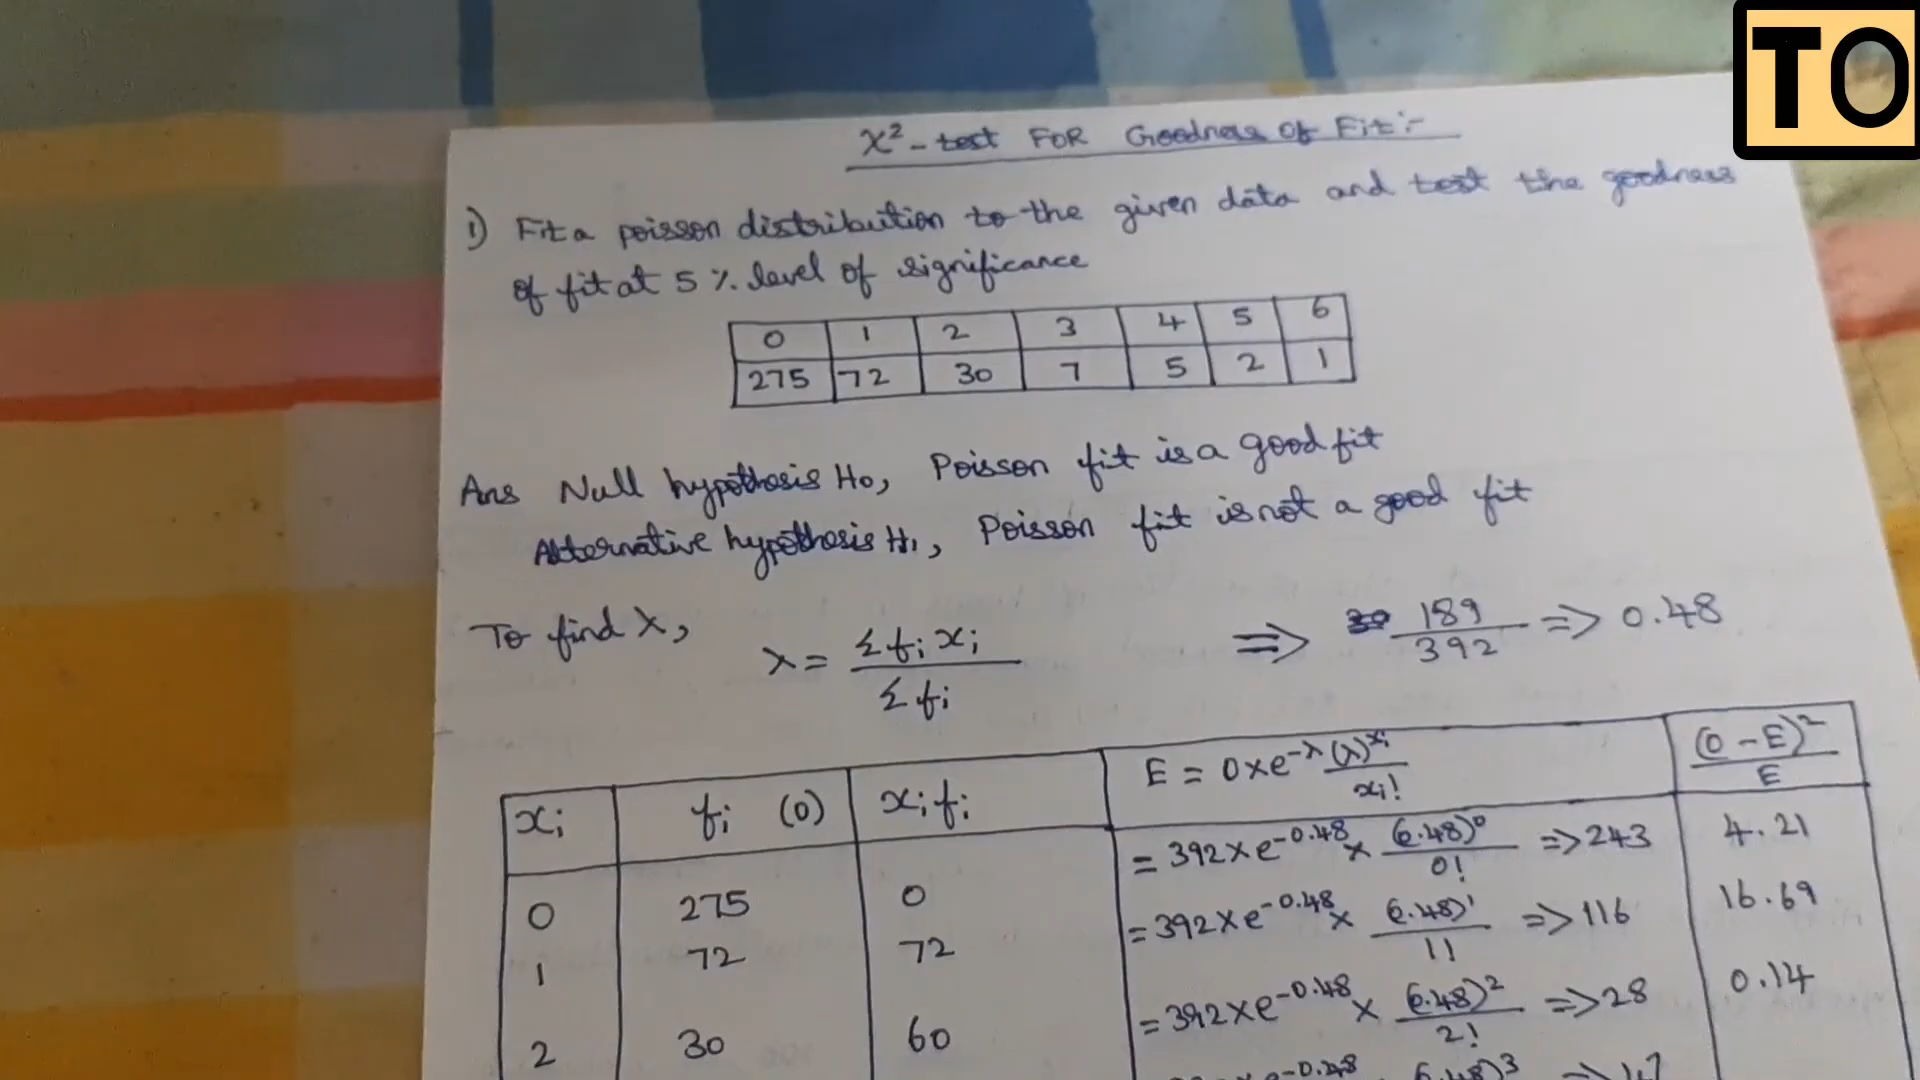 TO
χ² - test FOR Goodness of Fit :-
1) Fit a poisson distribution to the given data and test the goodness
of fit at 5 % level of significance
0 1 2 3 4 5 6
275 72 30 7 5 2 1
Ans Null hypothesis H₀, Poisson fit is a good fit
Alternative hypothesis H₁, Poisson fit is not a good fit
To find λ, λ = Σfᵢxᵢ / Σfᵢ => 189/392 => 0.48
xᵢ fᵢ (O) xᵢfᵢ E = O×e^-λ (λ)^xᵢ / xᵢ! (O - E)² / E
0 275 0 = 392×e^-0.48 × (0.48)⁰ / 0! => 243 4.21
1 72 72 = 392×e^-0.48 × (0.48)¹ / 1! => 116 16.69
2 30 60 = 392×e^-0.48 × (0.48)² / 2! => 28 0.14